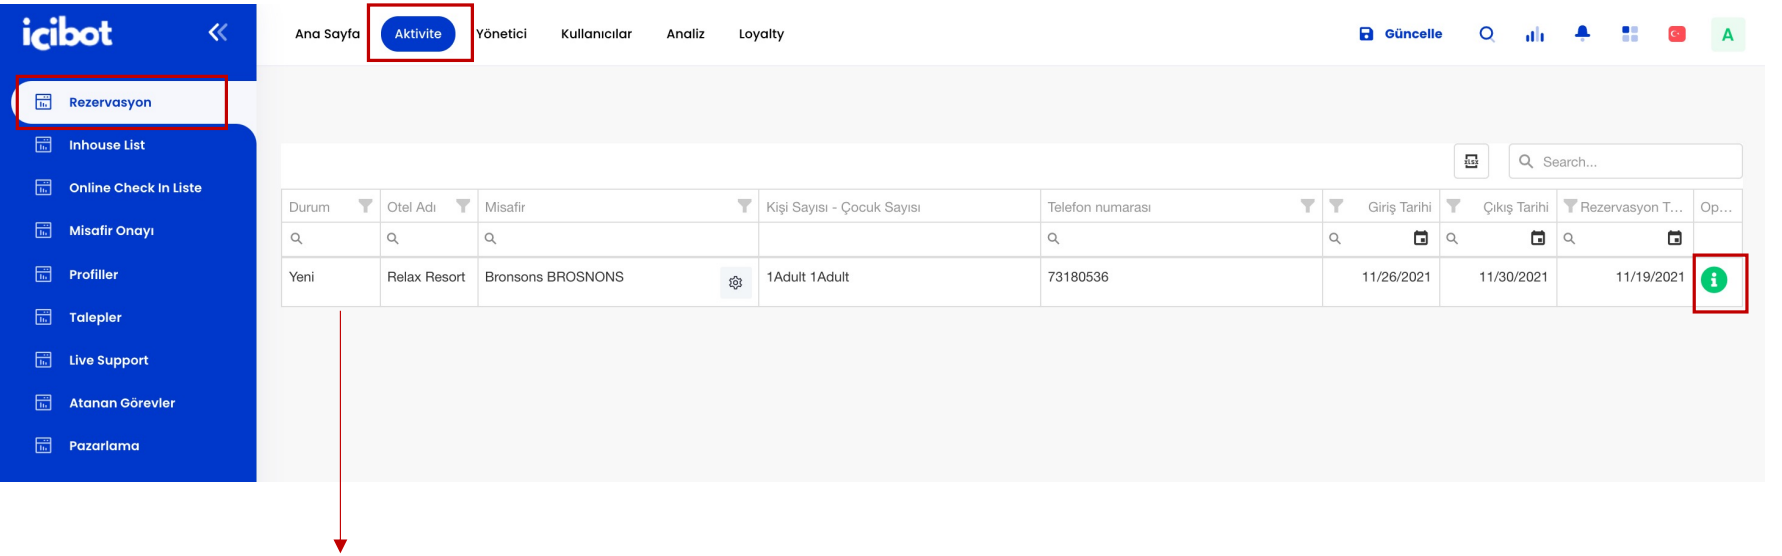 içibot
Ana Sayfa Aktivite Yönetici Kullanıcılar Analiz Loyalty Güncelle A
Rezervasyon
Inhouse List
Online Check In Liste
Misafir Onayı
Profiller
Talepler
Live Support
Atanan Görevler
Pazarlama
xlsx Search...
Durum Otel Adı Misafir Kişi Sayısı - Çocuk Sayısı Telefon numarası Giriş Tarihi Çıkış Tarihi Rezervasyon T... Op...
Yeni Relax Resort Bronsons BROSNONS 1Adult 1Adult 73180536 11/26/2021 11/30/2021 11/19/2021